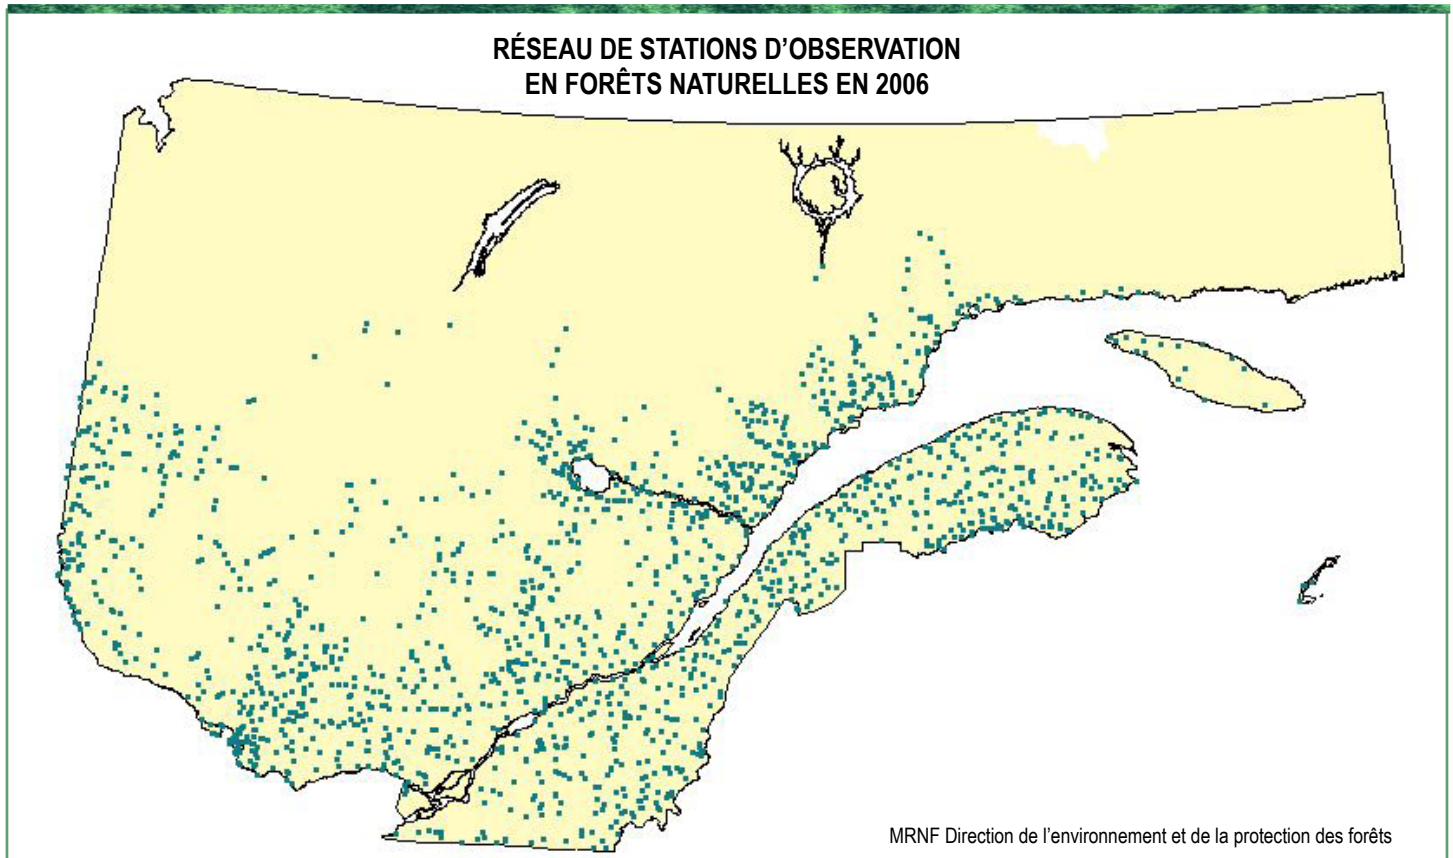 RÉSEAU DE STATIONS D’OBSERVATION
EN FORÊTS NATURELLES EN 2006
MRNF Direction de l’environnement et de la protection des forêts